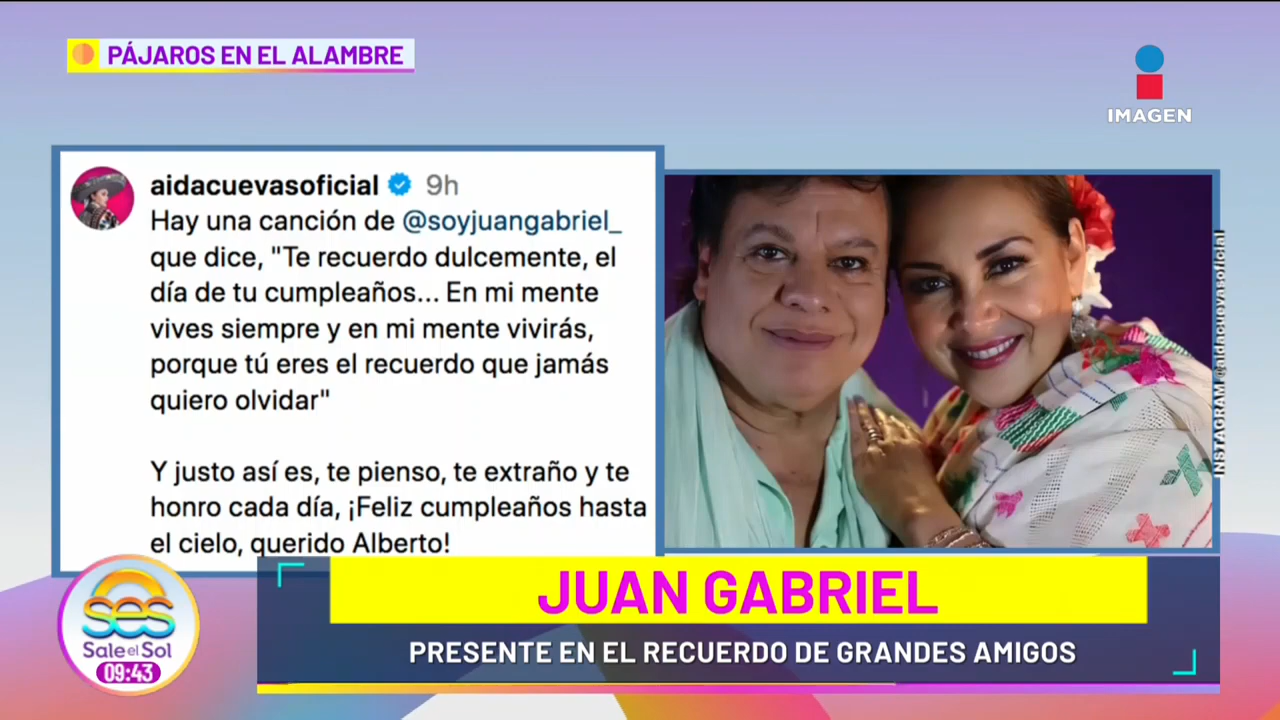 PÁJAROS EN EL ALAMBRE
IMAGEN
aidacuevasoficial 9h
Hay una canción de @soyjuangabriel_
que dice, "Te recuerdo dulcemente, el
día de tu cumpleaños... En mi mente
vives siempre y en mi mente vivirás,
porque tú eres el recuerdo que jamás
quiero olvidar"
Y justo así es, te pienso, te extraño y te
honro cada día, ¡Feliz cumpleaños hasta
el cielo, querido Alberto!
INSTAGRAM @aidacuevasoficial
JUAN GABRIEL
PRESENTE EN EL RECUERDO DE GRANDES AMIGOS
ses
Sale el Sol
09:43